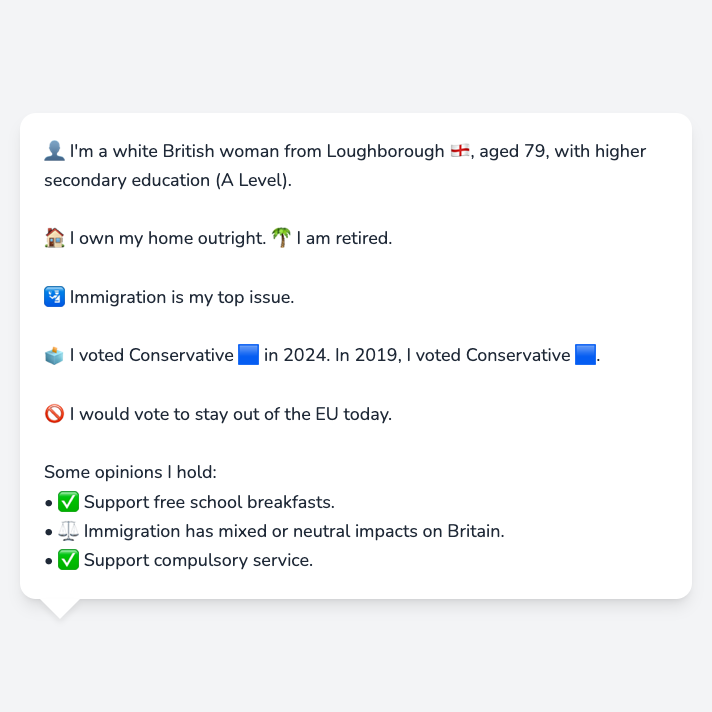 👤 I'm a white British woman from Loughborough 🏴󠁧󠁢󠁥󠁮󠁧󠁿, aged 79, with higher
secondary education (A Level).
🏠 I own my home outright. 🌴 I am retired.
🛂 Immigration is my top issue.
🗳️ I voted Conservative 🟦 in 2024. In 2019, I voted Conservative 🟦.
🚫 I would vote to stay out of the EU today.
Some opinions I hold:
• ✅ Support free school breakfasts.
• ⚖️ Immigration has mixed or neutral impacts on Britain.
• ✅ Support compulsory service.